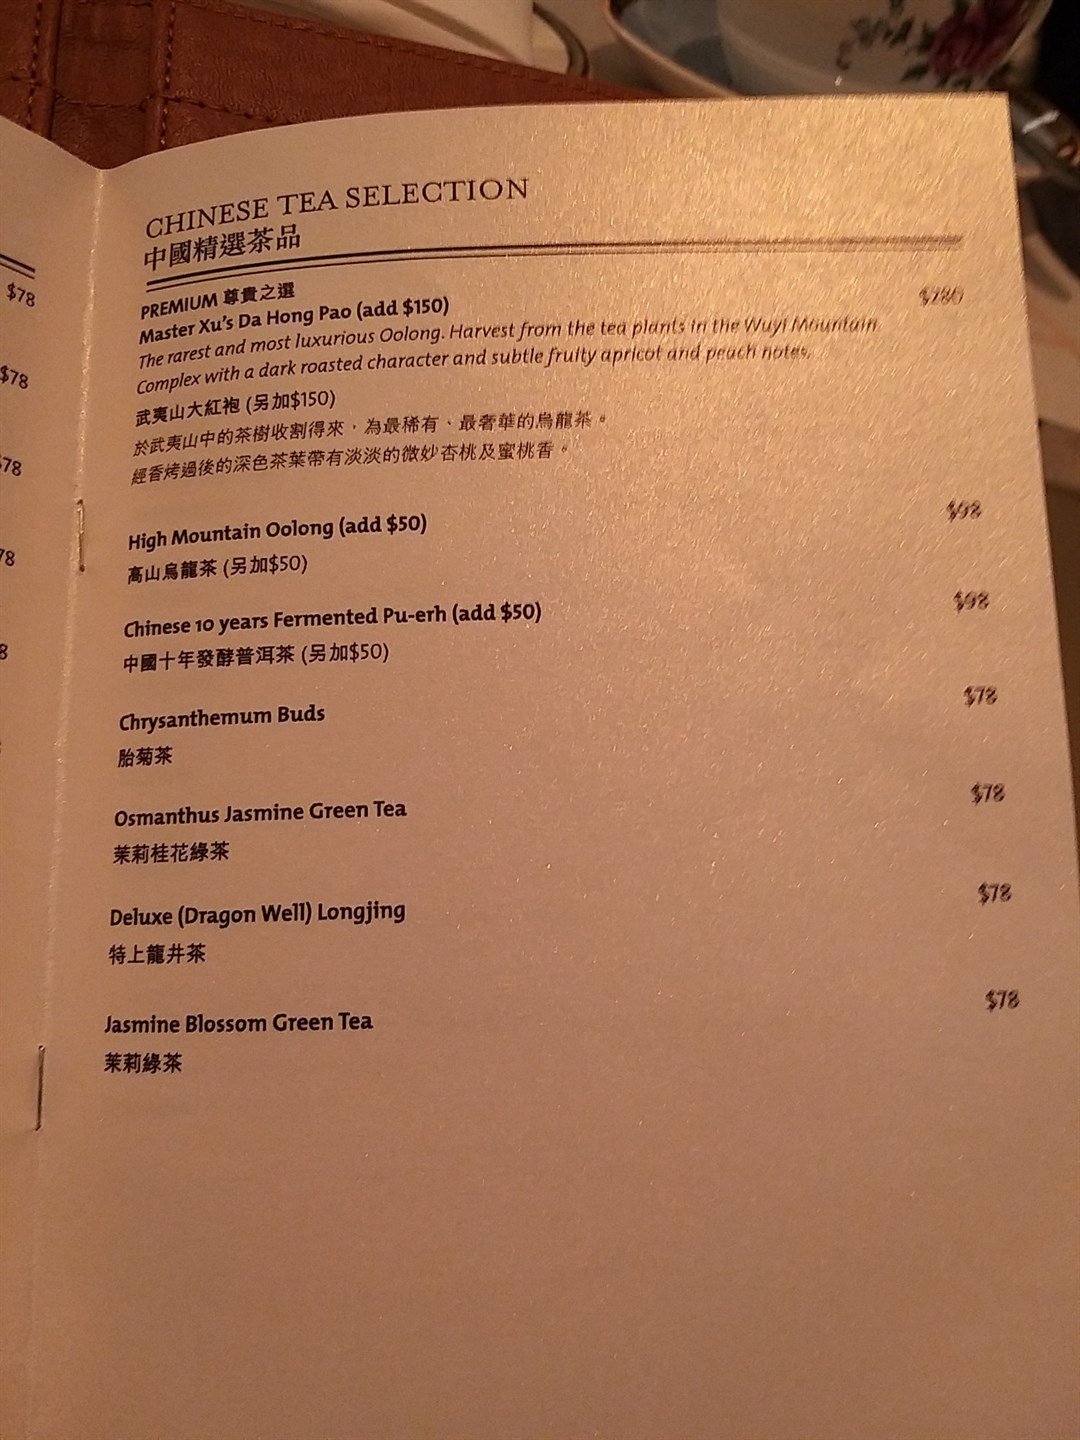 CHINESE TEA SELECTION
中國精選茶品
PREMIUM 尊貴之選
Master Xu's Da Hong Pao (add $150) $280
The rarest and most luxurious Oolong. Harvest from the tea plants in the Wuyi Mountain.
Complex with a dark roasted character and subtle fruity apricot and peach notes.
武夷山大紅袍 (另加$150)
於武夷山中的茶樹收割得來，為最稀有、最奢華的烏龍茶。
經香烤過後的深色茶葉帶有淡淡的微妙杏桃及蜜桃香。
High Mountain Oolong (add $50) $98
高山烏龍茶 (另加$50)
Chinese 10 years Fermented Pu-erh (add $50) $98
中國十年發酵普洱茶 (另加$50)
Chrysanthemum Buds $78
胎菊茶
Osmanthus Jasmine Green Tea $78
茉莉桂花綠茶
Deluxe (Dragon Well) Longjing $78
特上龍井茶
Jasmine Blossom Green Tea $78
茉莉綠茶
$78
$78
78
78
8